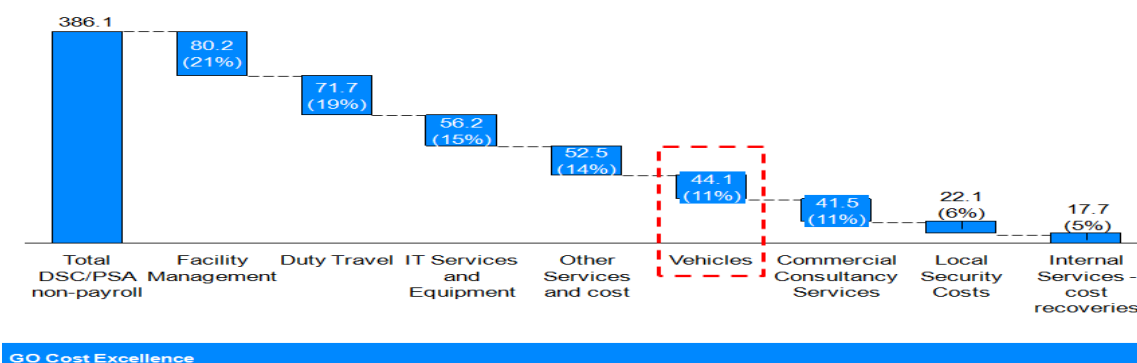 386.1
80.2
(21%)
71.7
(19%)
56.2
(15%)
52.5
(14%)
44.1
(11%)
41.5
(11%)
22.1
(6%)
17.7
(5%)
Total
DSC/PSA
non-payroll
Facility
Management
Duty Travel
IT Services
and
Equipment
Other
Services
and cost
Vehicles
Commercial
Consultancy
Services
Local
Security
Costs
Internal
Services -
cost
recoveries
GO Cost Excellence